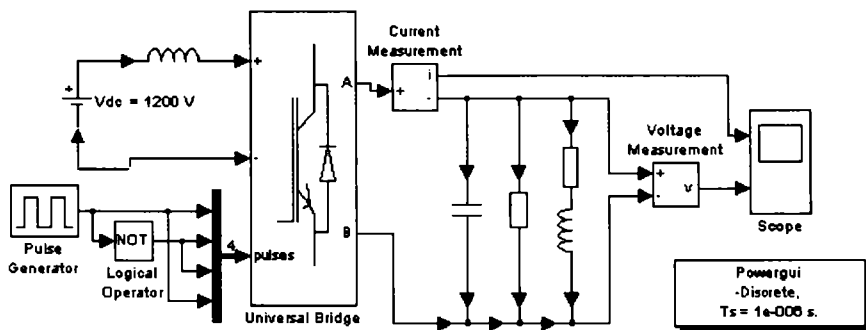 Current
Measurement
i
+
-
+
Vdc = 1200 V
+
-
A
B
Voltage
Measurement
+
-
v
Scope
Pulse
Generator
NOT
Logical
Operator
4
pulses
Universal Bridge
Powergui
-Discrete,
Ts = 1e-006 s.